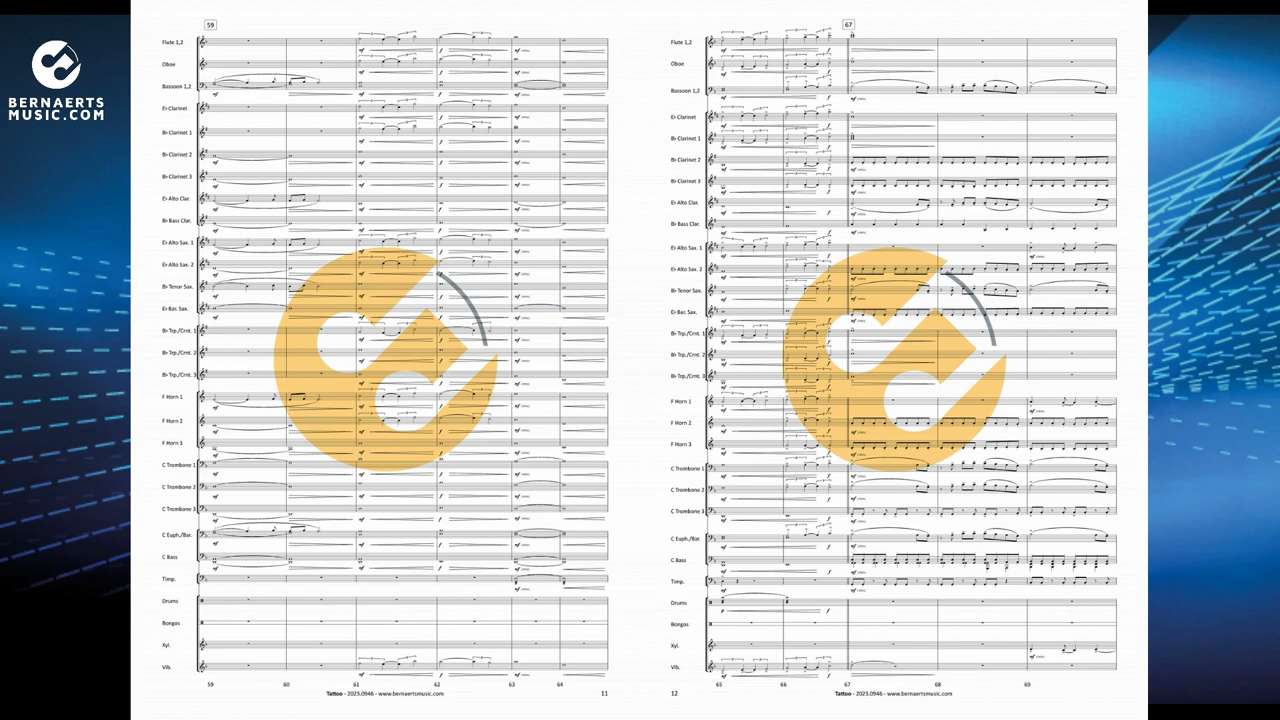 BERNAERTS
MUSIC.COM
59
Flute 1,2
Oboe
Bassoon 1,2
E♭ Clarinet
B♭ Clarinet 1
B♭ Clarinet 2
B♭ Clarinet 3
E♭ Alto Clar.
B♭ Bass Clar.
E♭ Alto Sax. 1
E♭ Alto Sax. 2
B♭ Tenor Sax.
E♭ Bar. Sax.
B♭ Trp./Crnt. 1
B♭ Trp./Crnt. 2
B♭ Trp./Crnt. 3
F Horn 1
F Horn 2
F Horn 3
C Trombone 1
C Trombone 2
C Trombone 3
C Euph./Bar.
C Bass
Timp.
Drums
Bongos
Xyl.
Vib.
59 60 61 62 63 64
Tattoo - 2023.0946 - www.bernaertsmusic.com 11
67
Flute 1,2
Oboe
Bassoon 1,2
E♭ Clarinet
B♭ Clarinet 1
B♭ Clarinet 2
B♭ Clarinet 3
E♭ Alto Clar.
B♭ Bass Clar.
E♭ Alto Sax. 1
E♭ Alto Sax. 2
B♭ Tenor Sax.
E♭ Bar. Sax.
B♭ Trp./Crnt. 1
B♭ Trp./Crnt. 2
B♭ Trp./Crnt. 3
F Horn 1
F Horn 2
F Horn 3
C Trombone 1
C Trombone 2
C Trombone 3
C Euph./Bar.
C Bass
Timp.
Drums
Bongos
Xyl.
Vib.
65 66 67 68 69
12 Tattoo - 2023.0946 - www.bernaertsmusic.com